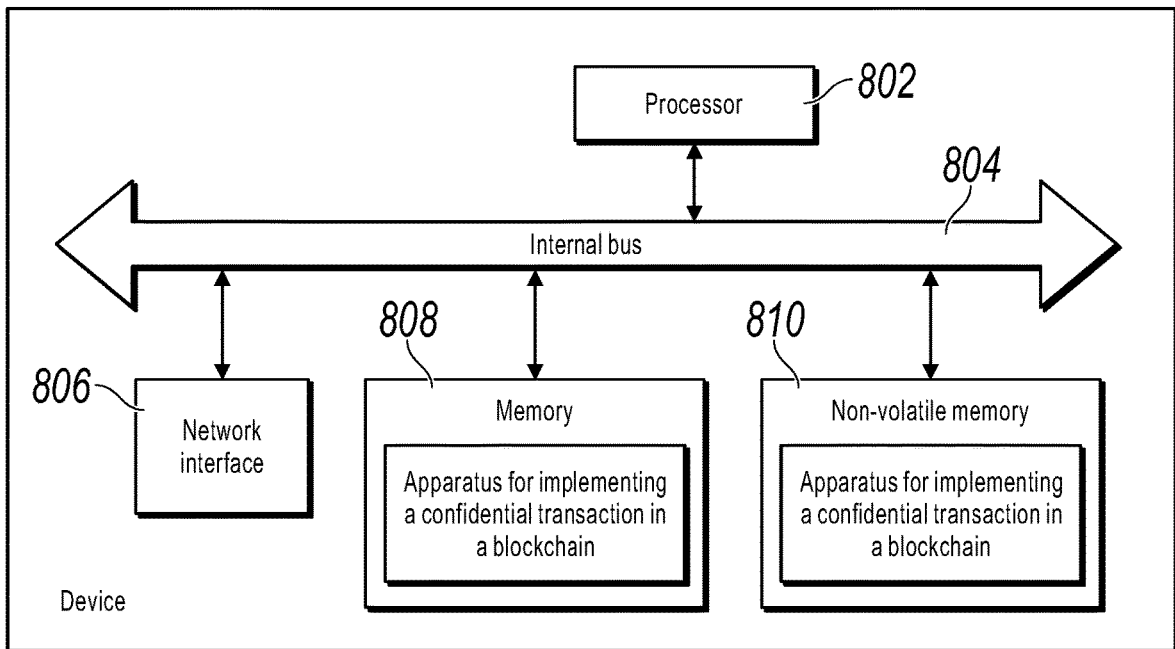 Processor
802
804
Internal bus
806
808
810
Network
interface
Memory
Apparatus for implementing
a confidential transaction in
a blockchain
Non-volatile memory
Apparatus for implementing
a confidential transaction in
a blockchain
Device